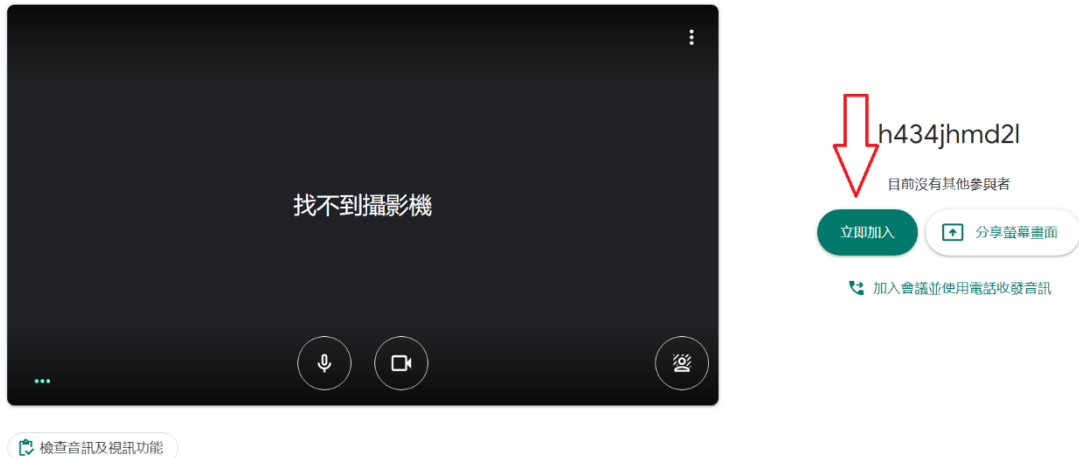 找不到攝影機
檢查音訊及視訊功能
h434jhmd2l
目前沒有其他參與者
立即加入
分享螢幕畫面
加入會議並使用電話收發音訊